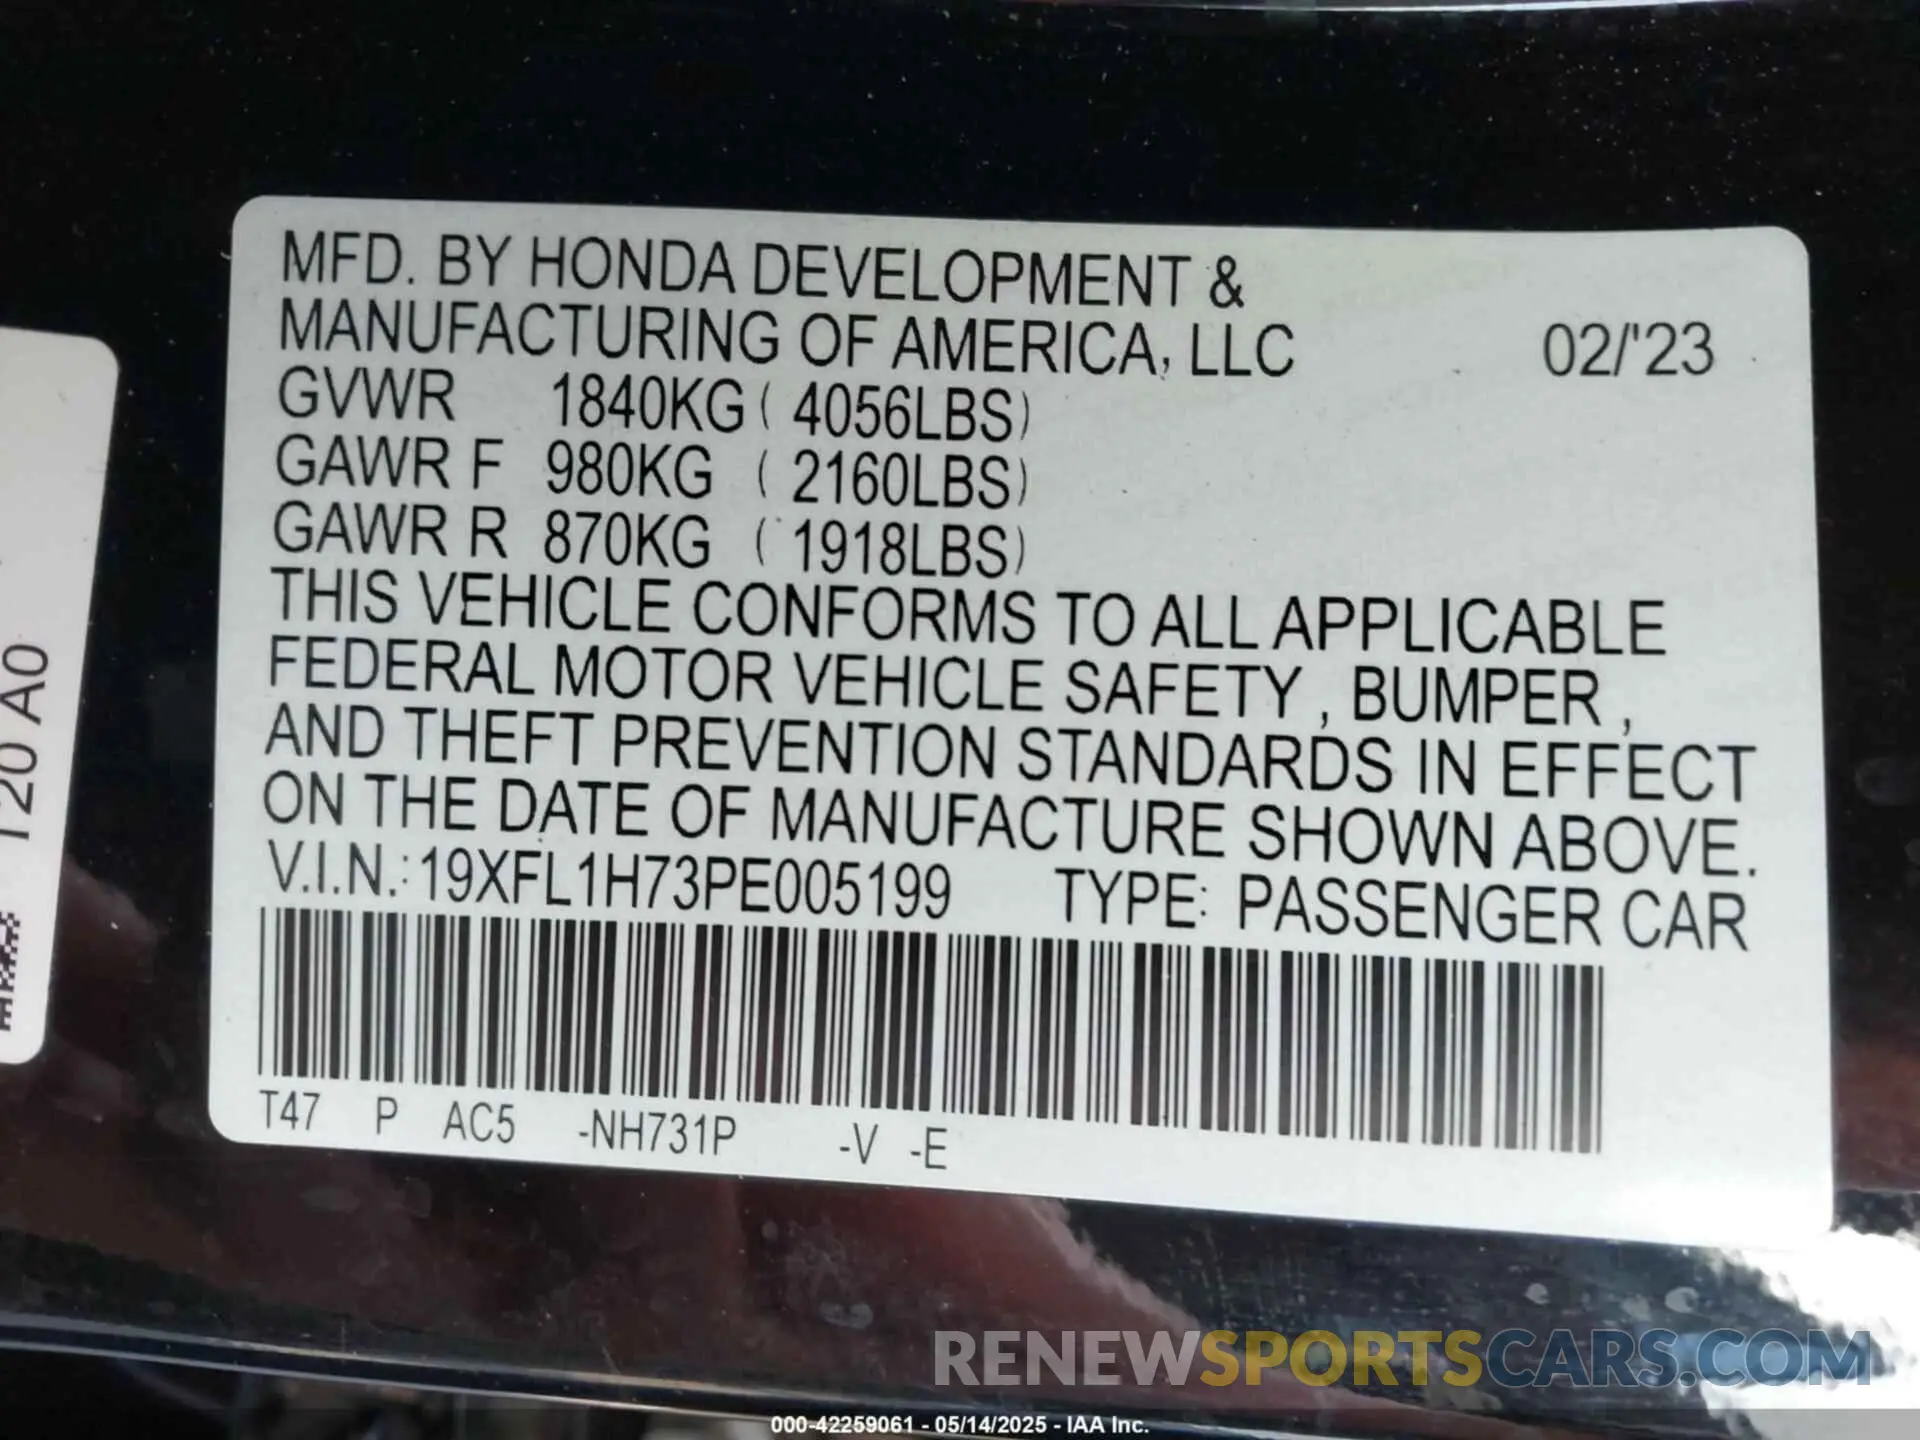 MFD. BY HONDA DEVELOPMENT &
MANUFACTURING OF AMERICA, LLC 02/'23
GVWR 1840KG ( 4056LBS)
GAWR F 980KG ( 2160LBS)
GAWR R 870KG ( 1918LBS)
THIS VEHICLE CONFORMS TO ALL APPLICABLE
FEDERAL MOTOR VEHICLE SAFETY , BUMPER ,
AND THEFT PREVENTION STANDARDS IN EFFECT
ON THE DATE OF MANUFACTURE SHOWN ABOVE.
V.I.N.: 19XFL1H73PE005199 TYPE: PASSENGER CAR
T47 P AC5 -NH731P -V -E
A0
RENEWSPORTSCARS.COM
000-42259061 - 05/14/2025 - IAA Inc.